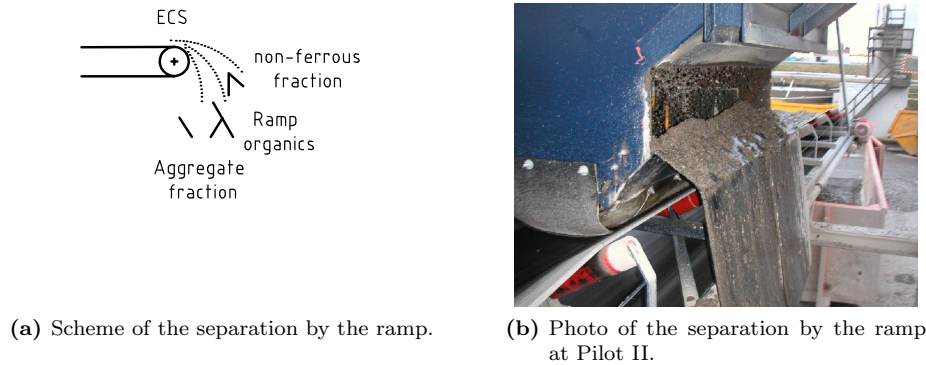 ECS
non-ferrous
fraction
Ramp
organics
Aggregate
fraction
(a) Scheme of the separation by the ramp.
(b) Photo of the separation by the ramp
at Pilot II.